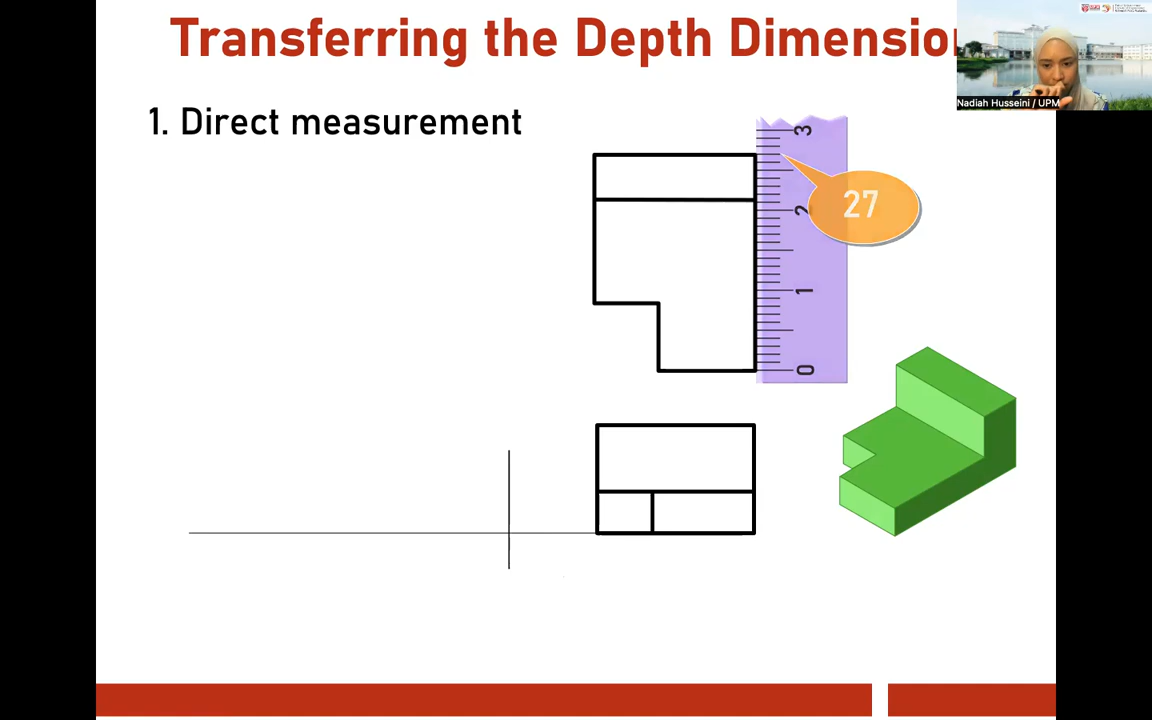 Transferring the Depth Dimension
Nadiah Husseini / UPM
1. Direct measurement
3
27
2
1
0